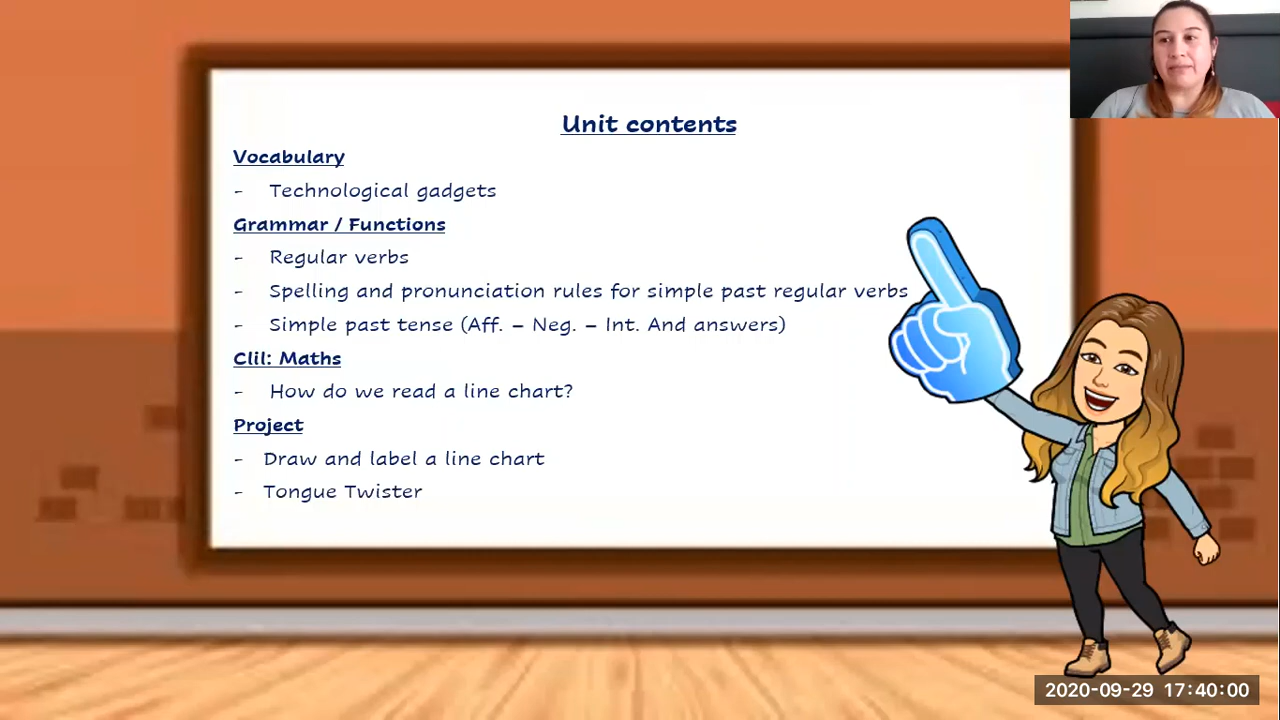 Unit contents
Vocabulary
- Technological gadgets
Grammar / Functions
- Regular verbs
- Spelling and pronunciation rules for simple past regular verbs
- Simple past tense (Aff. – Neg. – Int. And answers)
Clil: Maths
- How do we read a line chart?
Project
- Draw and label a line chart
- Tongue Twister
2020-09-29 17:40:00